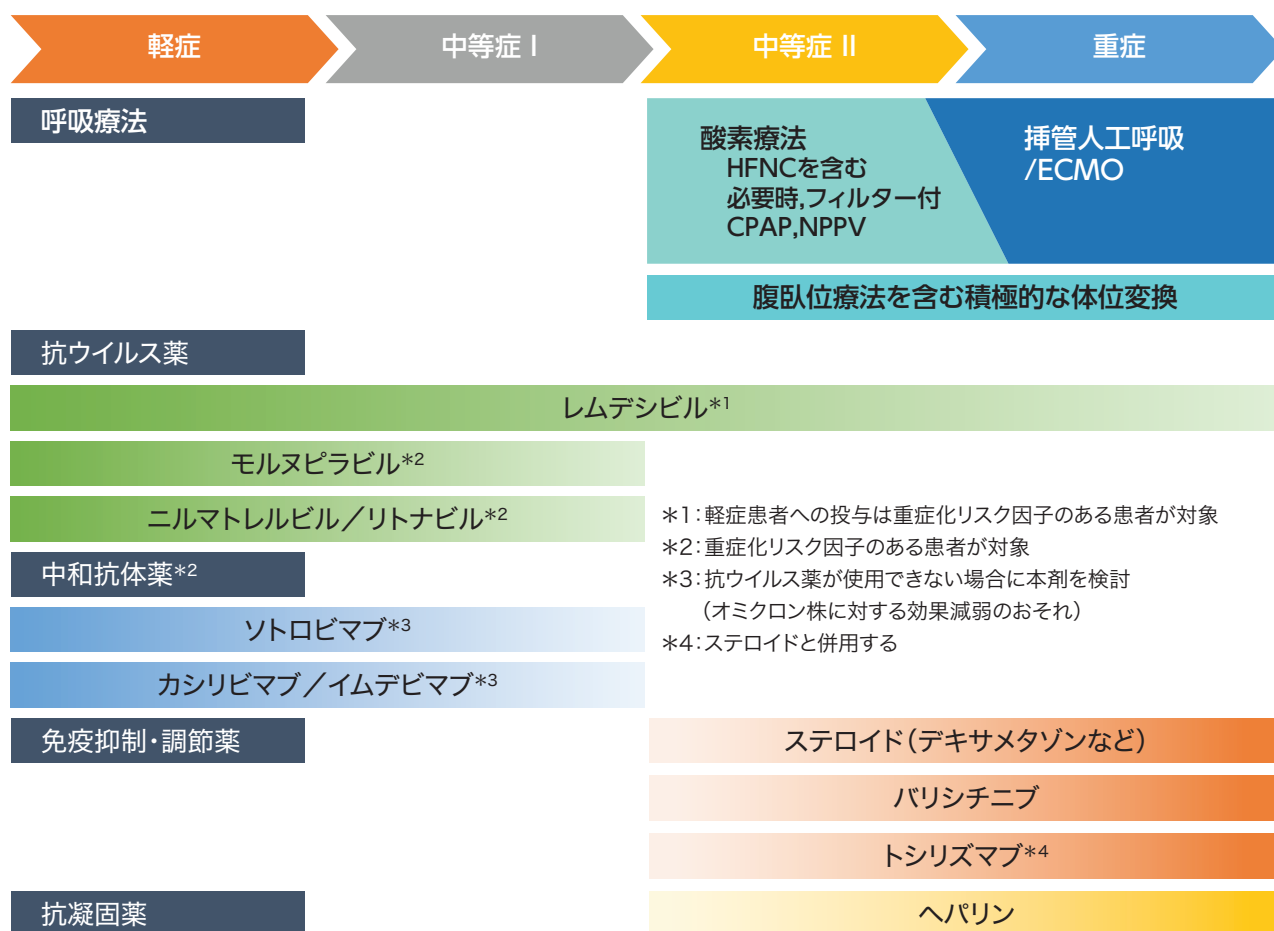 軽症
中等症 Ⅰ
中等症 Ⅱ
重症
呼吸療法
酸素療法
HFNCを含む
必要時,フィルター付
CPAP,NPPV
挿管人工呼吸
/ECMO
腹臥位療法を含む積極的な体位変換
抗ウイルス薬
レムデシビル*1
モルヌピラビル*2
ニルマトレルビル／リトナビル*2
*1：軽症患者への投与は重症化リスク因子のある患者が対象
*2：重症化リスク因子のある患者が対象
*3：抗ウイルス薬が使用できない場合に本剤を検討
（オミクロン株に対する効果減弱のおそれ）
*4：ステロイドと併用する
中和抗体薬*2
ソトロビマブ*3
カシリビマブ／イムデビマブ*3
免疫抑制・調節薬
ステロイド（デキサメタゾンなど）
バリシチニブ
トシリズマブ*4
抗凝固薬
ヘパリン